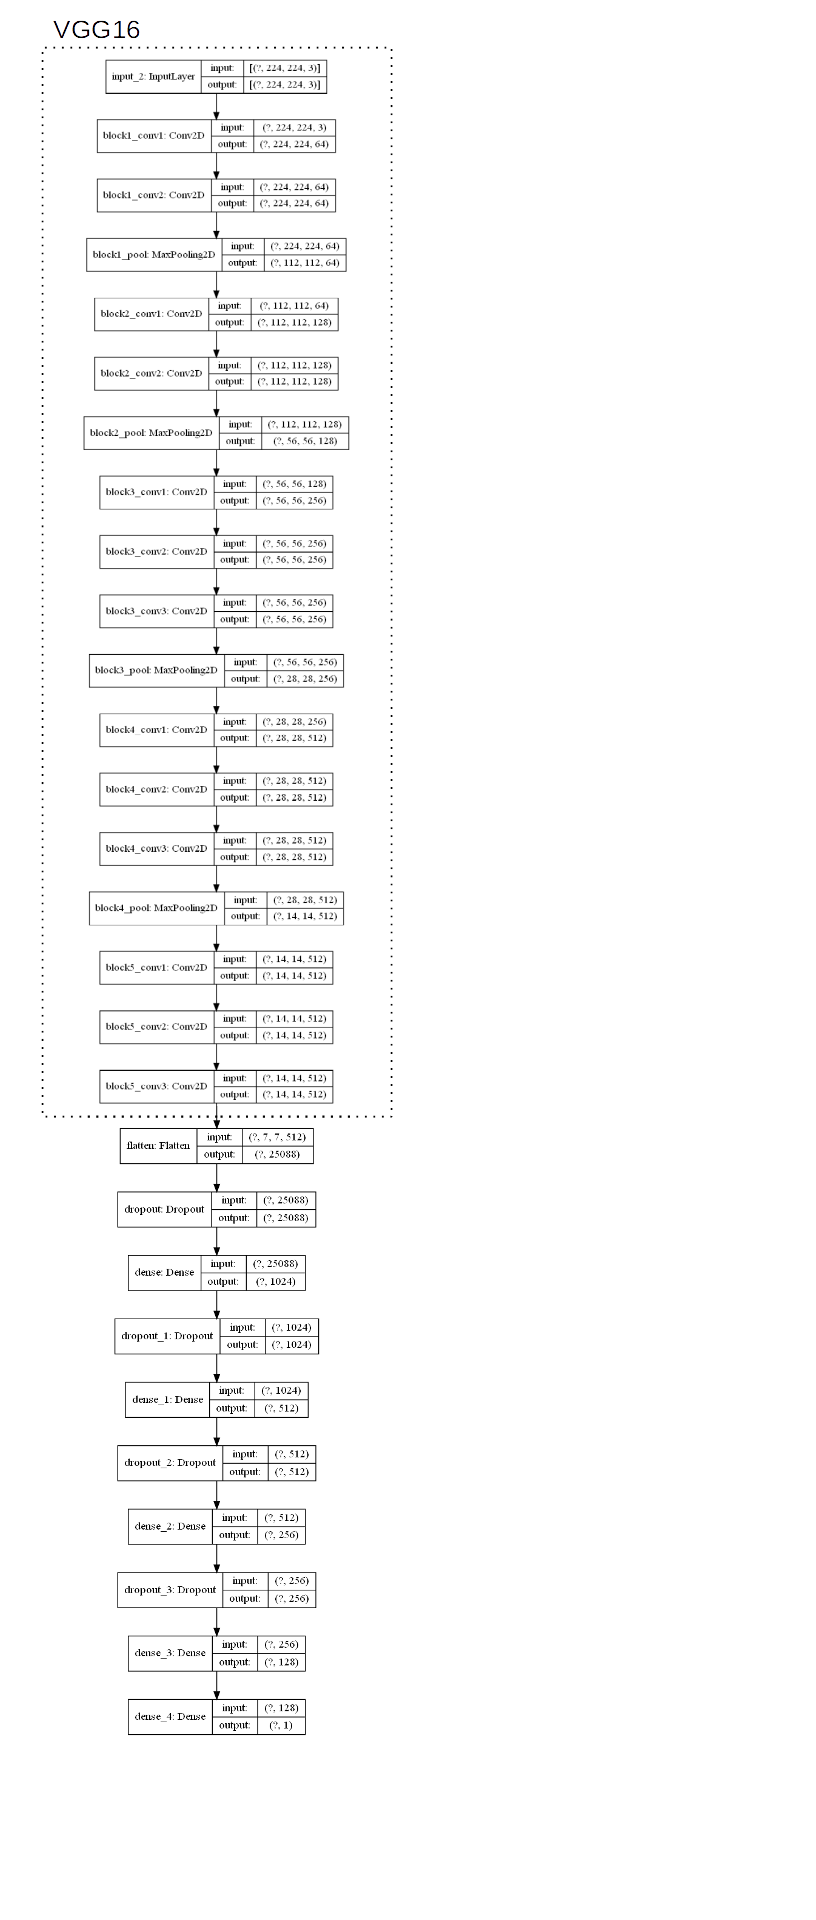 VGG16
input_2: InputLayer
input: [(?, 224, 224, 3)]
output: [(?, 224, 224, 3)]
block1_conv1: Conv2D
input: (?, 224, 224, 3)
output: (?, 224, 224, 64)
block1_conv2: Conv2D
input: (?, 224, 224, 64)
output: (?, 224, 224, 64)
block1_pool: MaxPooling2D
input: (?, 224, 224, 64)
output: (?, 112, 112, 64)
block2_conv1: Conv2D
input: (?, 112, 112, 64)
output: (?, 112, 112, 128)
block2_conv2: Conv2D
input: (?, 112, 112, 128)
output: (?, 112, 112, 128)
block2_pool: MaxPooling2D
input: (?, 112, 112, 128)
output: (?, 56, 56, 128)
block3_conv1: Conv2D
input: (?, 56, 56, 128)
output: (?, 56, 56, 256)
block3_conv2: Conv2D
input: (?, 56, 56, 256)
output: (?, 56, 56, 256)
block3_conv3: Conv2D
input: (?, 56, 56, 256)
output: (?, 56, 56, 256)
block3_pool: MaxPooling2D
input: (?, 56, 56, 256)
output: (?, 28, 28, 256)
block4_conv1: Conv2D
input: (?, 28, 28, 256)
output: (?, 28, 28, 512)
block4_conv2: Conv2D
input: (?, 28, 28, 512)
output: (?, 28, 28, 512)
block4_conv3: Conv2D
input: (?, 28, 28, 512)
output: (?, 28, 28, 512)
block4_pool: MaxPooling2D
input: (?, 28, 28, 512)
output: (?, 14, 14, 512)
block5_conv1: Conv2D
input: (?, 14, 14, 512)
output: (?, 14, 14, 512)
block5_conv2: Conv2D
input: (?, 14, 14, 512)
output: (?, 14, 14, 512)
block5_conv3: Conv2D
input: (?, 14, 14, 512)
output: (?, 14, 14, 512)
flatten: Flatten
input: (?, 7, 7, 512)
output: (?, 25088)
dropout: Dropout
input: (?, 25088)
output: (?, 25088)
dense: Dense
input: (?, 25088)
output: (?, 1024)
dropout_1: Dropout
input: (?, 1024)
output: (?, 1024)
dense_1: Dense
input: (?, 1024)
output: (?, 512)
dropout_2: Dropout
input: (?, 512)
output: (?, 512)
dense_2: Dense
input: (?, 512)
output: (?, 256)
dropout_3: Dropout
input: (?, 256)
output: (?, 256)
dense_3: Dense
input: (?, 256)
output: (?, 128)
dense_4: Dense
input: (?, 128)
output: (?, 1)